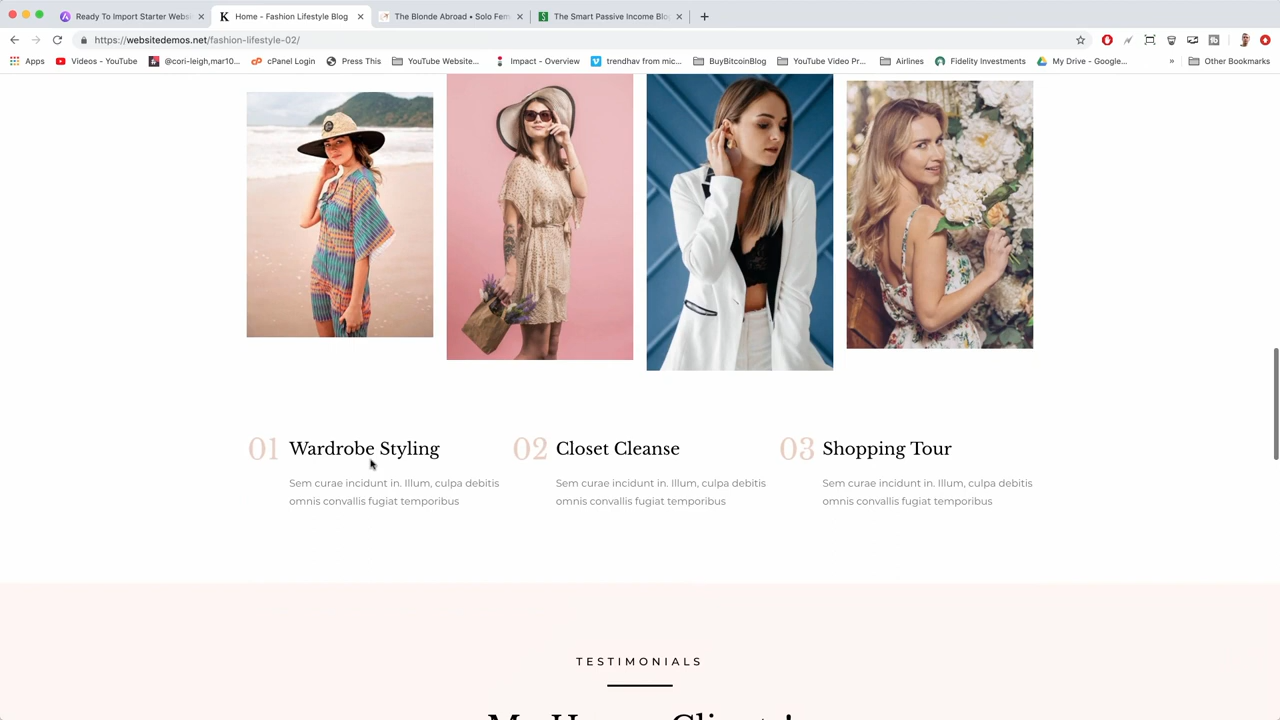 Ready To Import Starter Websi
Home - Fashion Lifestyle Blog
The Blonde Abroad • Solo Fem
The Smart Passive Income Blo
https://websitedemos.net/fashion-lifestyle-02/
Apps
Videos - YouTube
@cori-leigh,mar10...
cPanel Login
Press This
YouTube Website...
Impact - Overview
trendhav from mic...
BuyBitcoinBlog
YouTube Video Pr...
Airlines
Fidelity Investments
My Drive - Google...
»
Other Bookmarks
01 Wardrobe Styling
Sem curae incidunt in. Illum, culpa debitis
omnis convallis fugiat temporibus
02 Closet Cleanse
Sem curae incidunt in. Illum, culpa debitis
omnis convallis fugiat temporibus
03 Shopping Tour
Sem curae incidunt in. Illum, culpa debitis
omnis convallis fugiat temporibus
TESTIMONIALS
My Happy Clients!